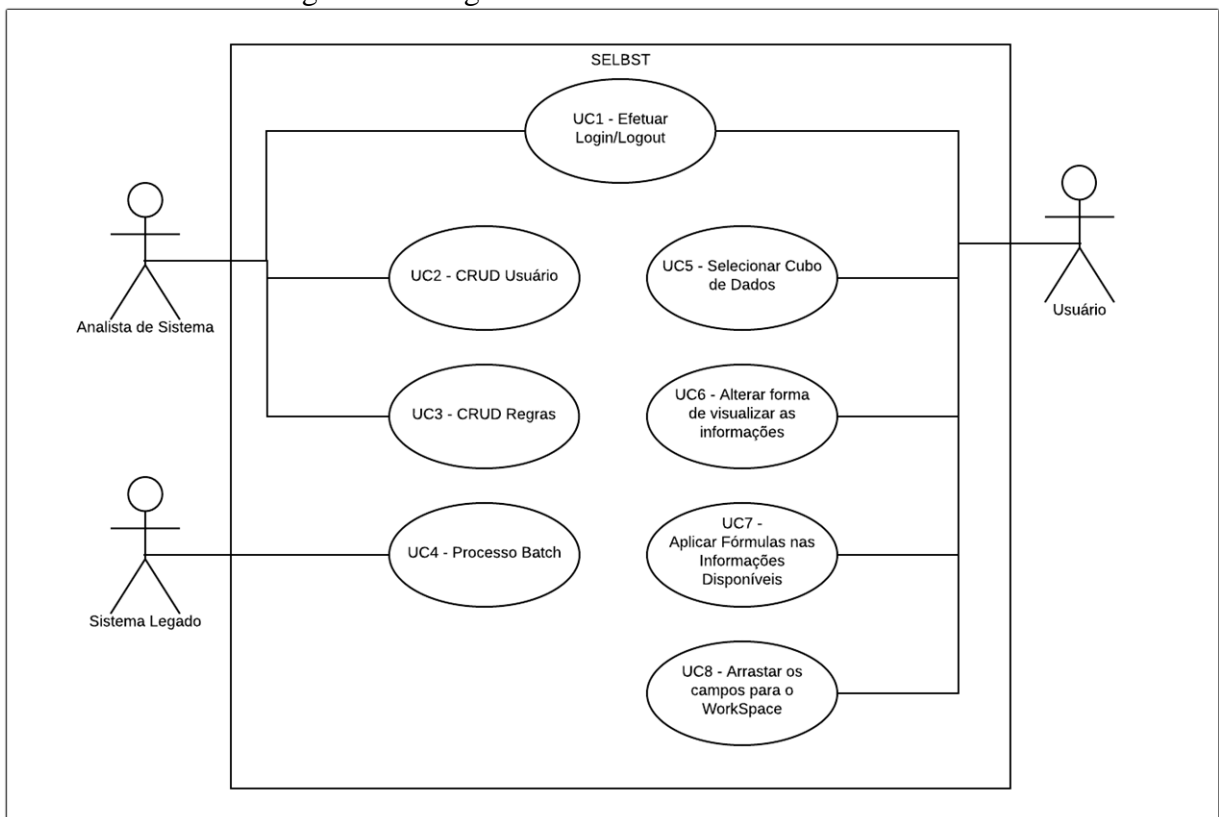 SELBST
UC1 - Efetuar
Login/Logout
UC2 - CRUD Usuário
UC5 - Selecionar Cubo
de Dados
Analista de Sistema
Usuário
UC3 - CRUD Regras
UC6 - Alterar forma
de visualizar as
informações
UC4 - Processo Batch
UC7 -
Aplicar Fórmulas nas
Informações
Disponíveis
Sistema Legado
UC8 - Arrastar os
campos para o
WorkSpace